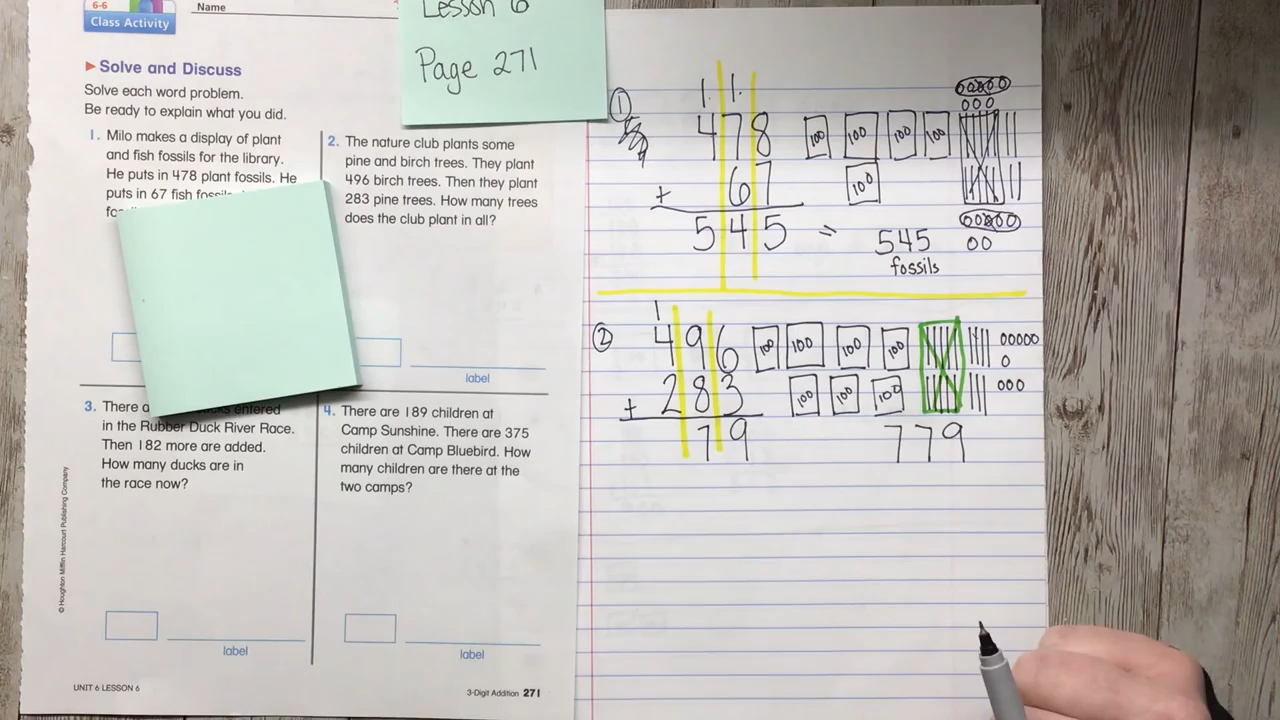 6-6
Class Activity
Name
Lesson 6
Page 271
Solve and Discuss
Solve each word problem.
Be ready to explain what you did.
1. Milo makes a display of plant
and fish fossils for the library.
He puts in 478 plant fossils. He
puts in 67 fish
2. The nature club plants some
pine and birch trees. They plant
496 birch trees. Then they plant
283 pine trees. How many trees
does the club plant in all?
label
3. There
entered
in the Rubber Duck River Race.
Then 182 more are added.
How many ducks are in
the race now?
label
4. There are 189 children at
Camp Sunshine. There are 375
children at Camp Bluebird. How
many children are there at the
two camps?
label
© Houghton Mifflin Harcourt Publishing Company
UNIT 6 LESSON 6
3-Digit Addition 271
1 1
1 478 100 100 100 100
+ 67 100
545 = 545
fossils
1
2 496 100 100 100 100
+ 283 100 100 100
79 779